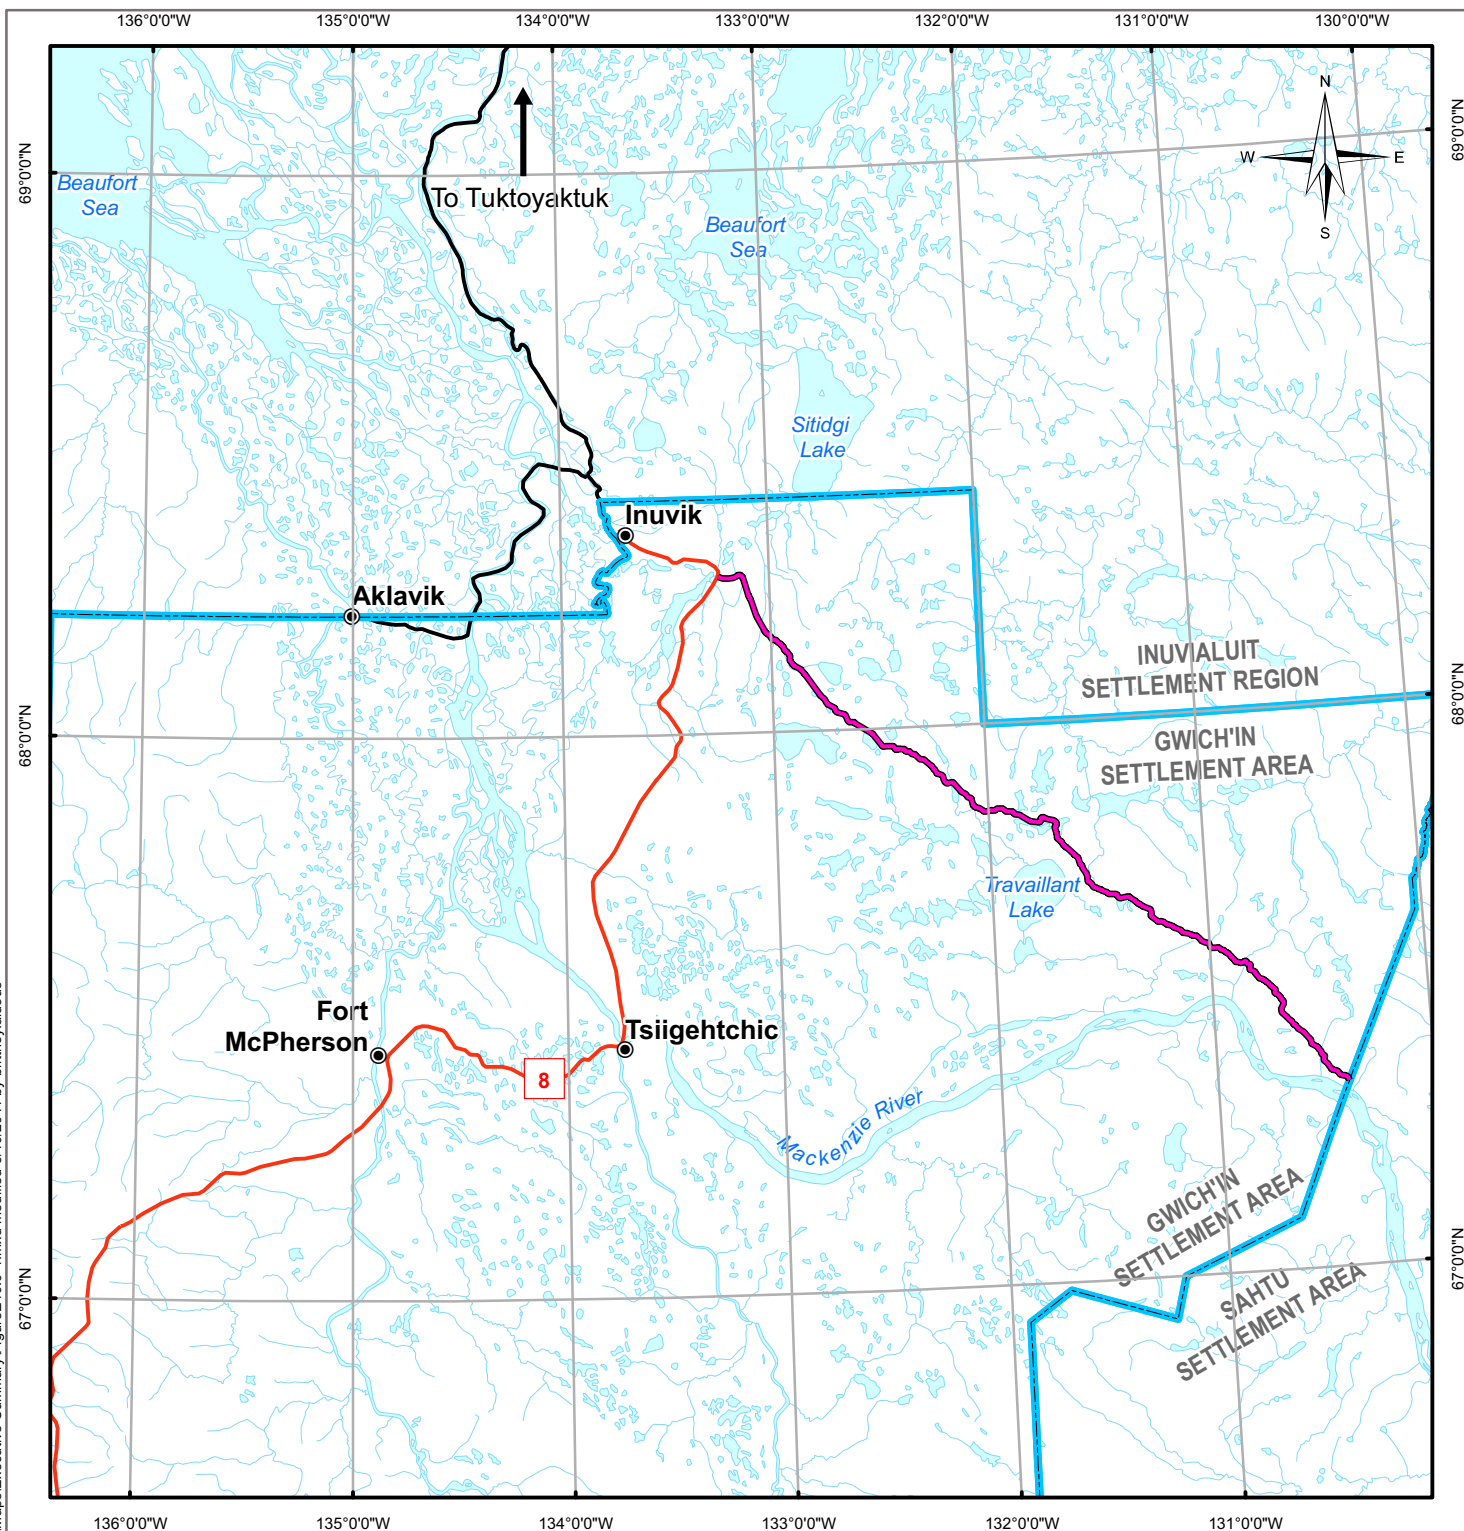 136°0'0"W
135°0'0"W
134°0'0"W
133°0'0"W
132°0'0"W
131°0'0"W
130°0'0"W
N
W
E
S
69°0'0"N
69°0'0"N
Beaufort
Sea
To Tuktoyaktuk
Beaufort
Sea
Sitidgi
Lake
Inuvik
Aklavik
INUVIALUIT
SETTLEMENT REGION
68°0'0"N
68°0'0"N
GWICH'IN
SETTLEMENT AREA
Travaillant
Lake
Fort
McPherson
Tsiigehtchic
8
Mackenzie River
GWICH'IN
SETTLEMENT AREA
SAHTU
SETTLEMENT AREA
67°0'0"N
67°0'0"N
136°0'0"W
135°0'0"W
134°0'0"W
133°0'0"W
132°0'0"W
131°0'0"W